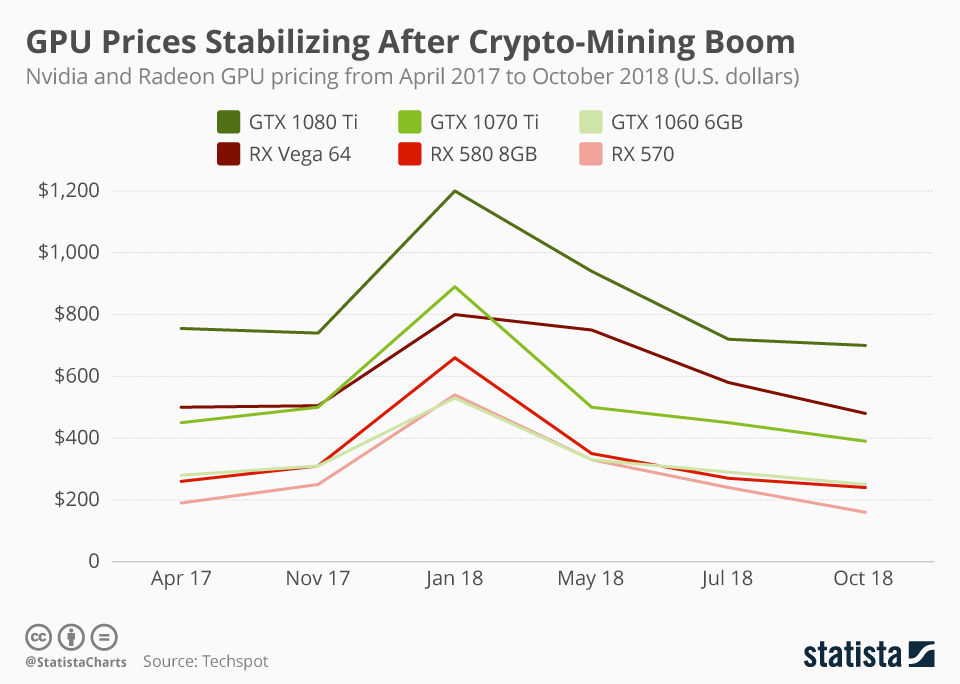 GPU Prices Stabilizing After Crypto-Mining Boom
Nvidia and Radeon GPU pricing from April 2017 to October 2018 (U.S. dollars)
GTX 1080 Ti GTX 1070 Ti GTX 1060 6GB
RX Vega 64 RX 580 8GB RX 570
$1,200
$1,000
$800
$600
$400
$200
0
Apr 17 Nov 17 Jan 18 May 18 Jul 18 Oct 18
cc
@StatistaCharts Source: Techspot
statista